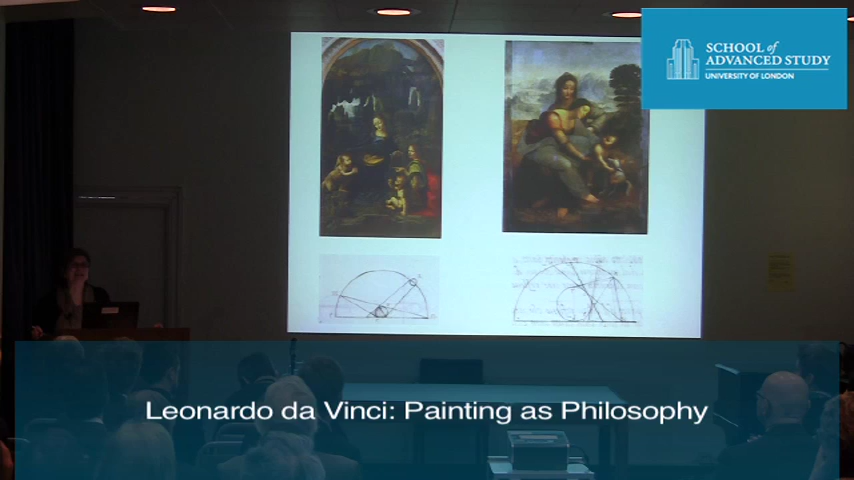 SCHOOL of
ADVANCED STUDY
UNIVERSITY OF LONDON
Leonardo da Vinci: Painting as Philosophy